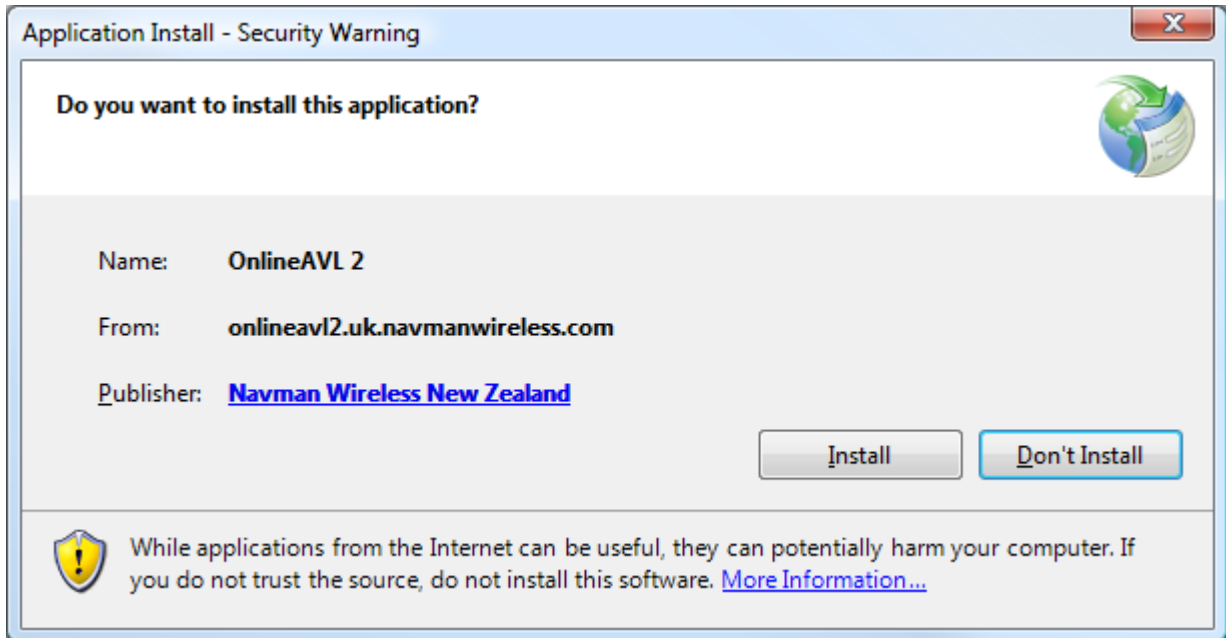 Application Install - Security Warning
Do you want to install this application?
Name: OnlineAVL 2
From: onlineavl2.uk.navmanwireless.com
Publisher: Navman Wireless New Zealand
Install Don't Install
While applications from the Internet can be useful, they can potentially harm your computer. If
you do not trust the source, do not install this software. More Information...